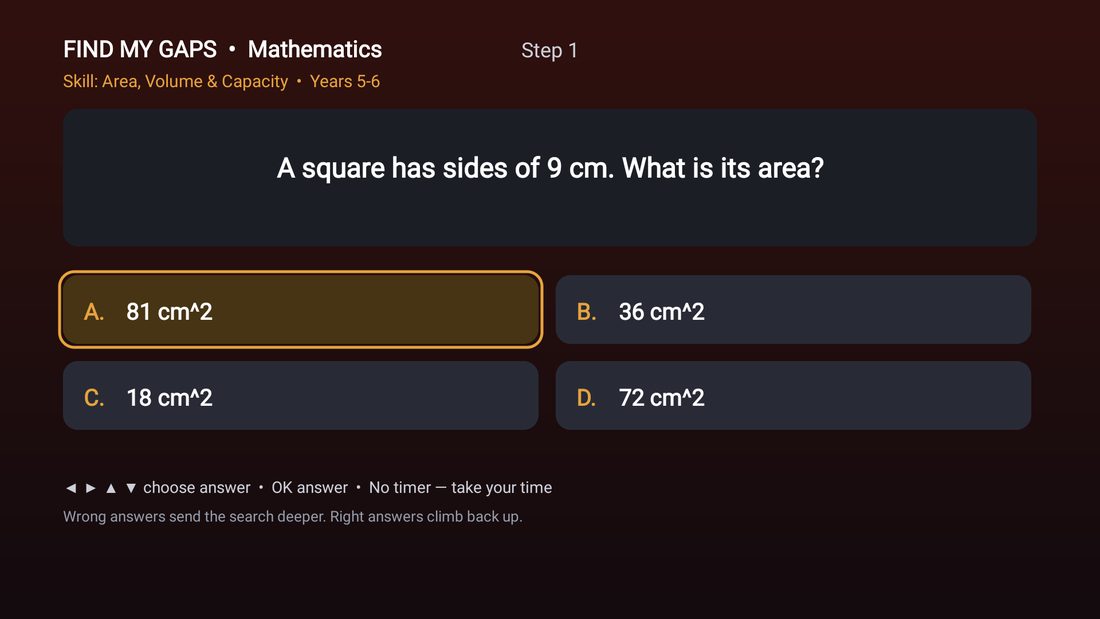 FIND MY GAPS • Mathematics
Step 1
Skill: Area, Volume & Capacity • Years 5-6
A square has sides of 9 cm. What is its area?
A. 81 cm^2
B. 36 cm^2
C. 18 cm^2
D. 72 cm^2
◄ ► ▲ ▼ choose answer • OK answer • No timer — take your time
Wrong answers send the search deeper. Right answers climb back up.